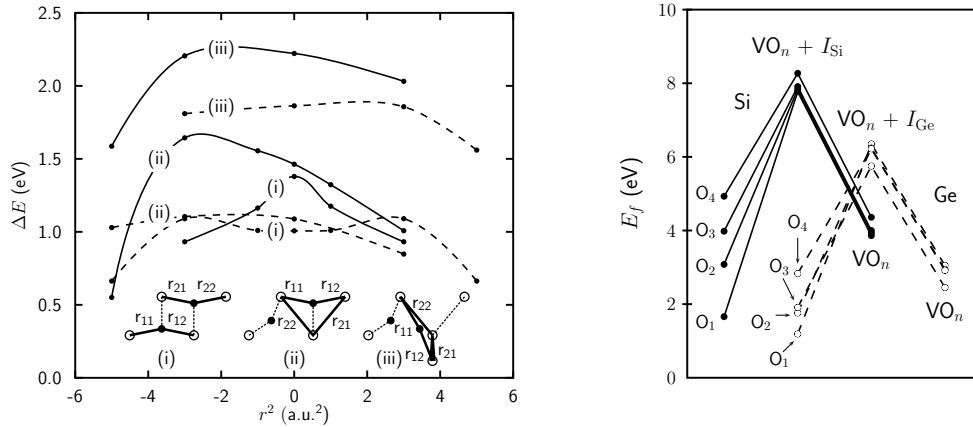 2.5
2.0
1.5
1.0
0.5
0.0
ΔE (eV)
−6
−4
−2
0
2
4
6
r² (a.u.²)
(iii)
(iii)
(ii)
(i)
(ii)
(i)
r21 r22
r11 r12
(i)
r12
r22 r21
(ii)
r22
r11
r12 r21
(iii)
10
8
6
4
2
0
E_f (eV)
VOn + ISi
Si
VOn + IGe
Ge
O4
O3
O2
O1
O4
O3
O2
O1
VOn
VOn